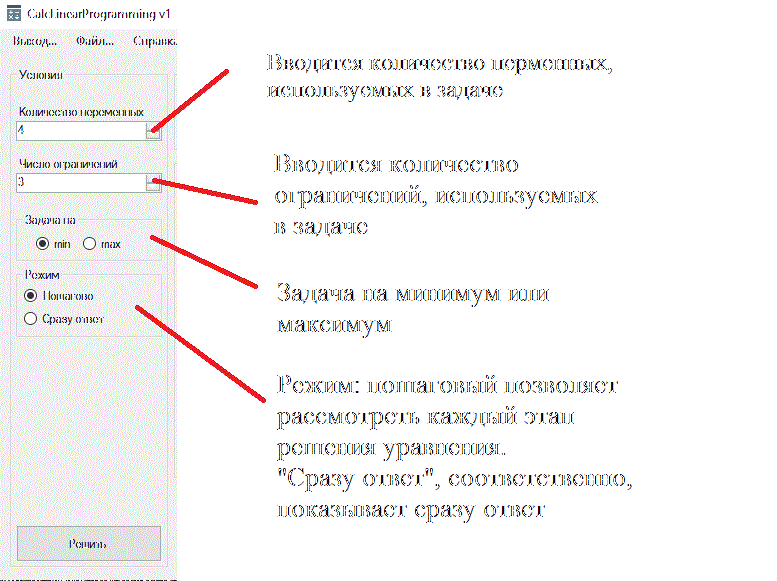 CalcLinearProgramming v1
Выход... Файл... Справка.
Условия
Количество переменных
4
Число ограничений
3
Задача на
min max
Режим
Пошагово
Сразу ответ
Решить
Вводится количество перменных,
используемых в задаче
Вводится количество
ограничений, используемых
в задаче
Задача на минимум или
максимум
Режим: пошаговый позволяет
рассмотреть каждый этап
решения уравнения.
"Сразу ответ", соответственно,
показывает сразу ответ